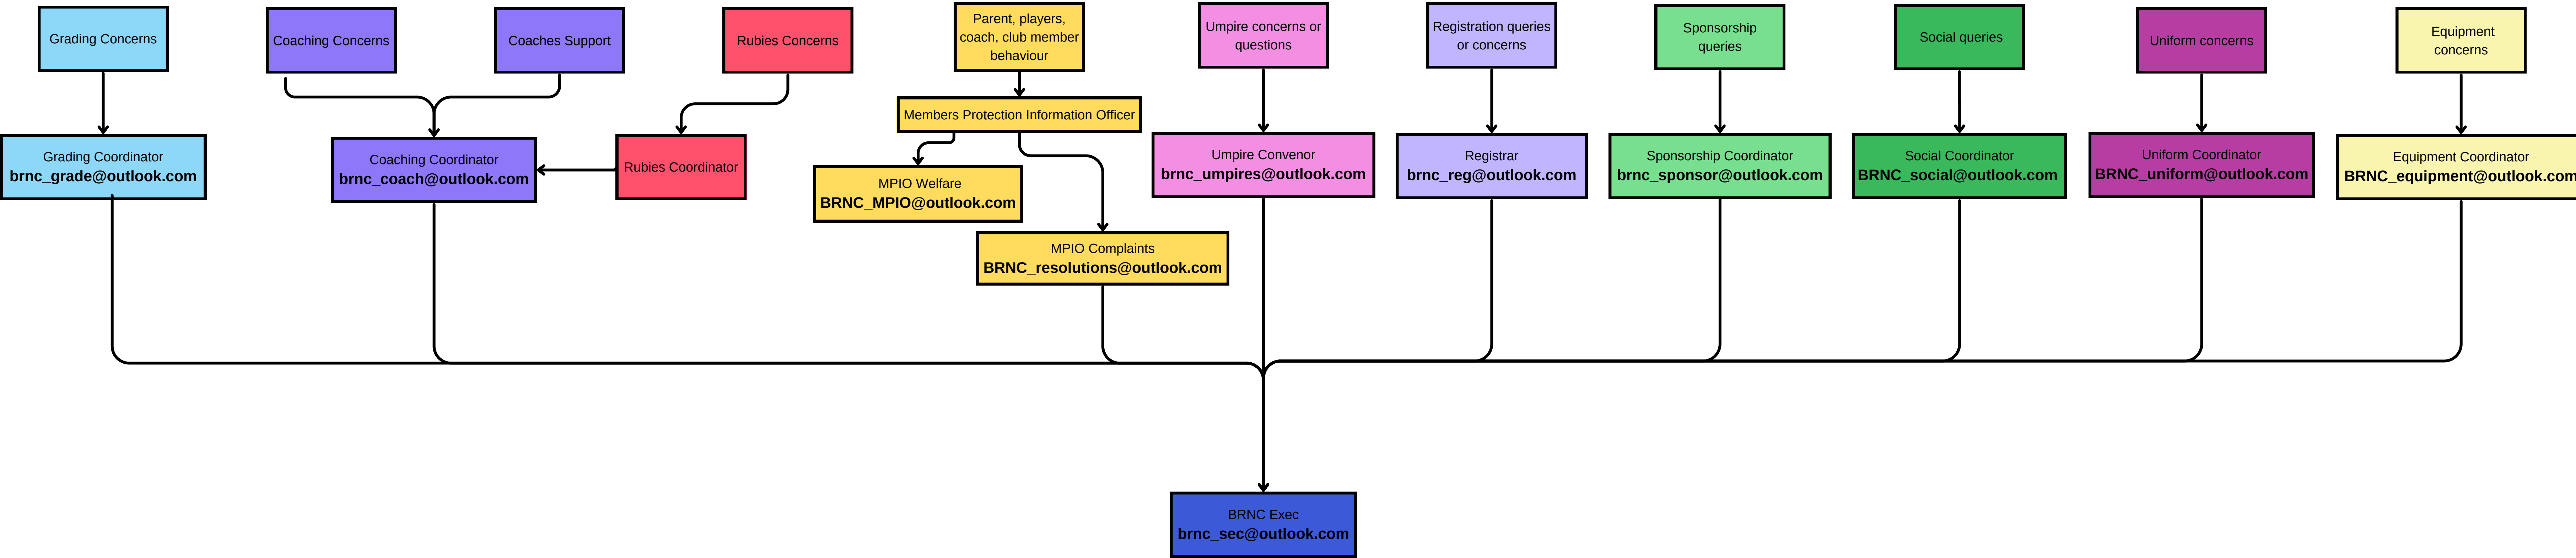 Grading Concerns
Coaching Concerns
Coaches Support
Rubies Concerns
Parent, players,
coach, club member
behaviour
Umpire concerns or
questions
Registration queries
or concerns
Sponsorship
queries
Social queries
Uniform concerns
Equipment
concerns
Members Protection Information Officer
Grading Coordinator
brnc_grade@outlook.com
Coaching Coordinator
brnc_coach@outlook.com
Rubies Coordinator
MPIO Welfare
BRNC_MPIO@outlook.com
MPIO Complaints
BRNC_resolutions@outlook.com
Umpire Convenor
brnc_umpires@outlook.com
Registrar
brnc_reg@outlook.com
Sponsorship Coordinator
brnc_sponsor@outlook.com
Social Coordinator
BRNC_social@outlook.com
Uniform Coordinator
BRNC_uniform@outlook.com
Equipment Coordinator
BRNC_equipment@outlook.com
BRNC Exec
brnc_sec@outlook.com